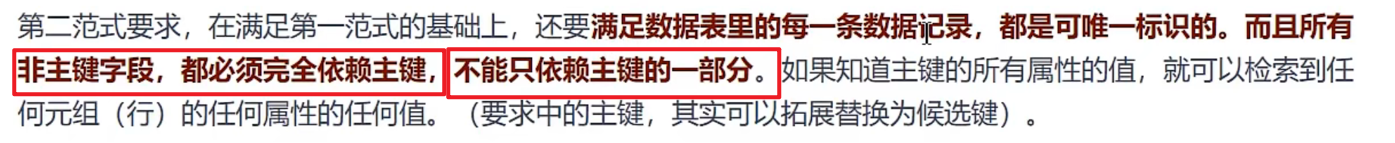 第二范式要求，在满足第一范式的基础上，还要满足数据表里的每一条数据记录，都是可唯一标识的。而且所有
非主键字段，都必须完全依赖主键，不能只依赖主键的一部分。如果知道主键的所有属性的值，就可以检索到任
何元组（行）的任何属性的任何值。（要求中的主键，其实可以拓展替换为候选键）。